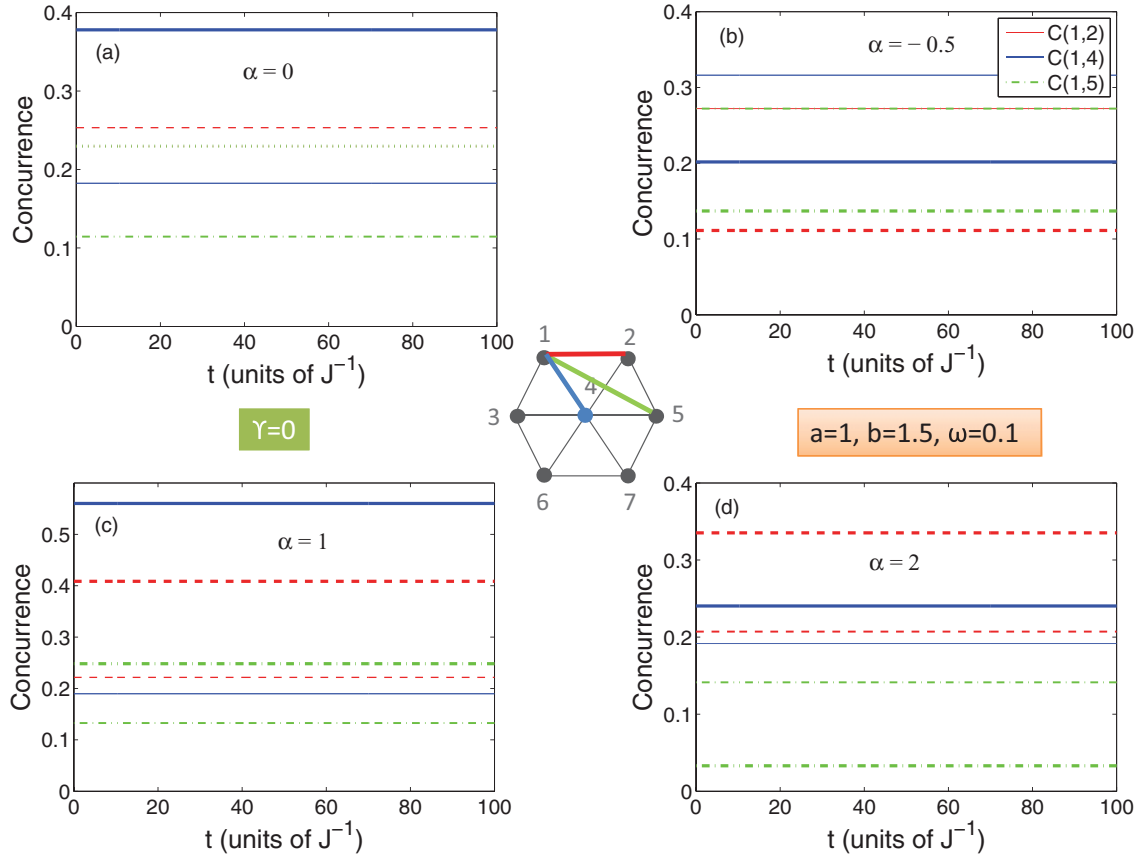 0.4
(a)
α = 0
0.3
0.2
0.1
0
Concurrence
0 20 40 60 80 100
t (units of J⁻¹)
0.4
(b)
α = − 0.5
C(1,2)
C(1,4)
C(1,5)
0.3
0.2
0.1
0
Concurrence
0 20 40 60 80 100
t (units of J⁻¹)
1 2
4
3 5
6 7
ϒ=0
a=1, b=1.5, ω=0.1
(c)
0.5
α = 1
0.4
0.3
0.2
0.1
0
Concurrence
0 20 40 60 80 100
t (units of J⁻¹)
0.4
(d)
α = 2
0.3
0.2
0.1
0
Concurrence
0 20 40 60 80 100
t (units of J⁻¹)